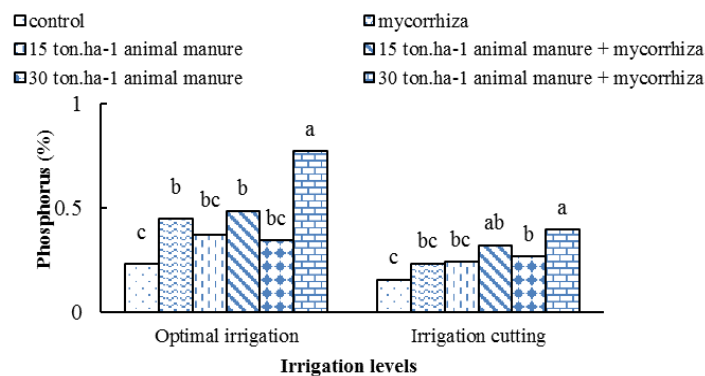 control
mycorrhiza
15 ton.ha-1 animal manure
15 ton.ha-1 animal manure + mycorrhiza
30 ton.ha-1 animal manure
30 ton.ha-1 animal manure + mycorrhiza
1
0.5
0
Phosphorus (%)
c b bc b bc a
c bc bc ab b a
Optimal irrigation
Irrigation cutting
Irrigation levels